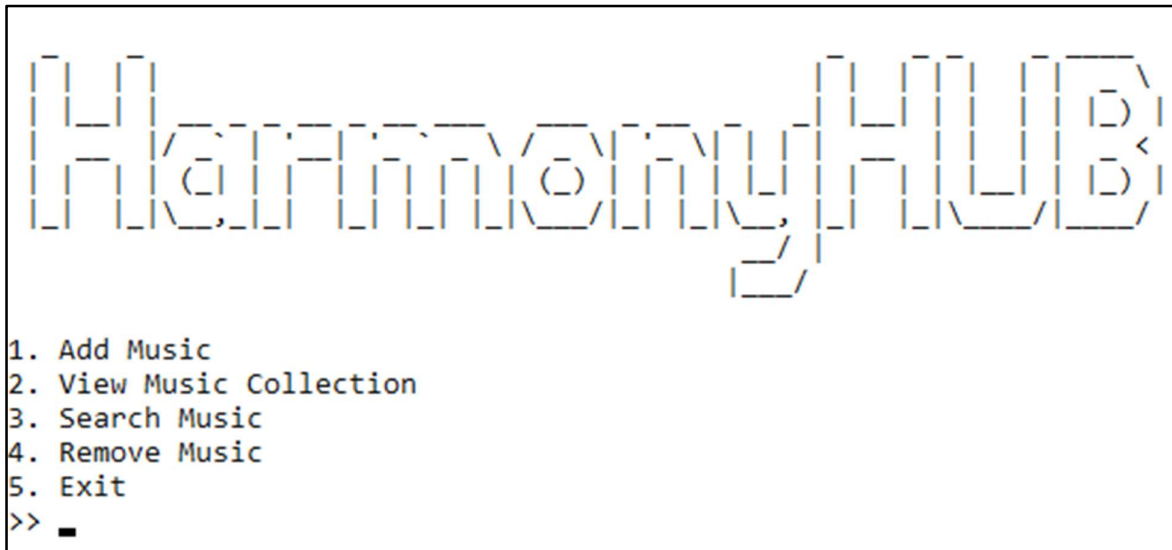 HarmonyHUB
1. Add Music
2. View Music Collection
3. Search Music
4. Remove Music
5. Exit
>> _